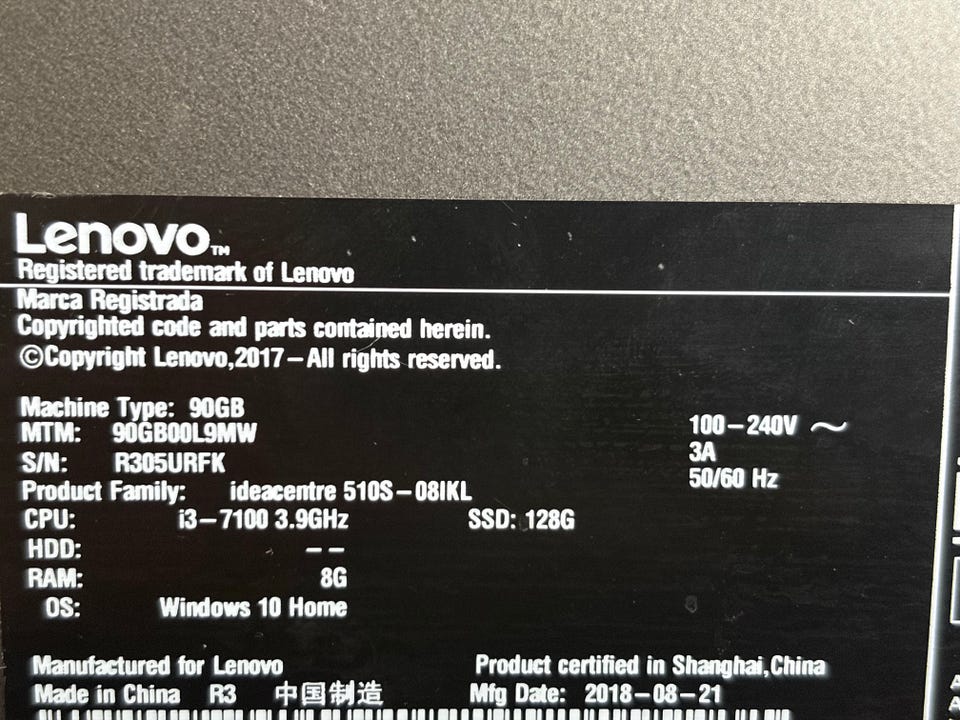 Lenovo™
Registered trademark of Lenovo
Marca Registrada
Copyrighted code and parts contained herein.
©Copyright Lenovo,2017–All rights reserved.
Machine Type: 90GB
MTM: 90GB00L9MW
100–240V ~
S/N: R305URFK
3A
Product Family: ideacentre 510S–08IKL
50/60 Hz
CPU: i3–7100 3.9GHz SSD: 128G
HDD: – –
RAM: 8G
OS: Windows 10 Home
Manufactured for Lenovo Product certified in Shanghai,China
Made in China R3 中国制造 Mfg Date: 2018–08–21